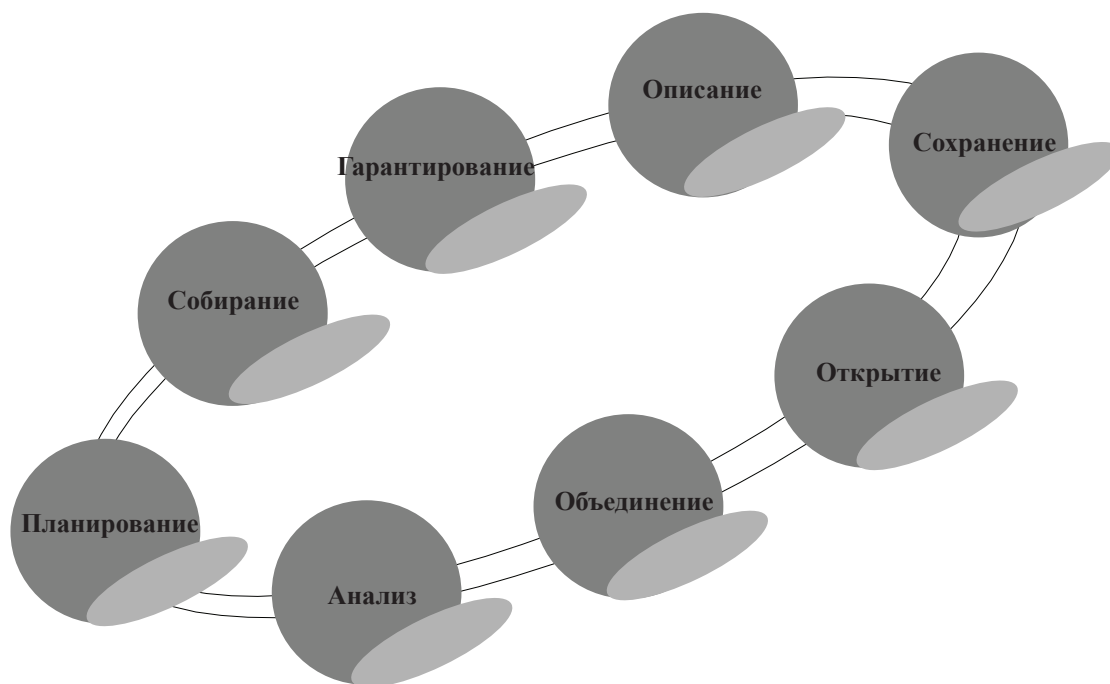 Описание
Сохранение
Гарантирование
Собирание
Открытие
Объединение
Планирование
Анализ